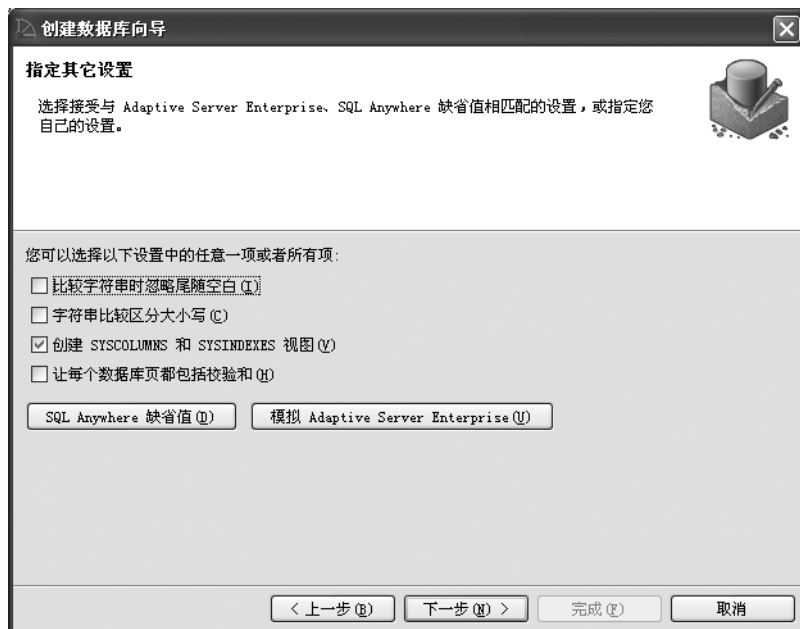 创建数据库向导
指定其它设置
选择接受与 Adaptive Server Enterprise、SQL Anywhere 缺省值相匹配的设置，或指定您
自己的设置。
您可以选择以下设置中的任意一项或者所有项:
比较字符串时忽略尾随空白(I)
字符串比较区分大小写(C)
创建 SYSCOLUMNS 和 SYSINDEXES 视图(V)
让每个数据库页都包括校验和(H)
SQL Anywhere 缺省值(D) 模拟 Adaptive Server Enterprise(U)
< 上一步(B) 下一步(N) > 完成(F) 取消